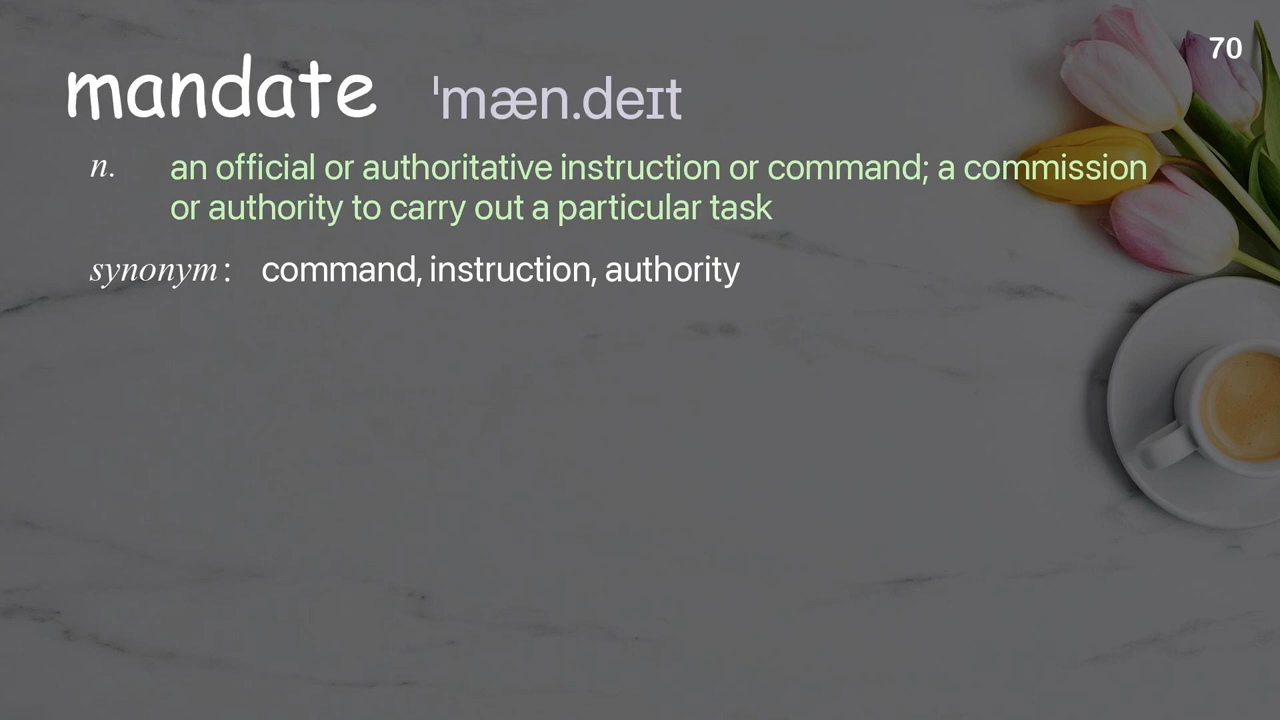 70
mandate ˈmæn.deɪt
n. an official or authoritative instruction or command; a commission
or authority to carry out a particular task
synonym: command, instruction, authority